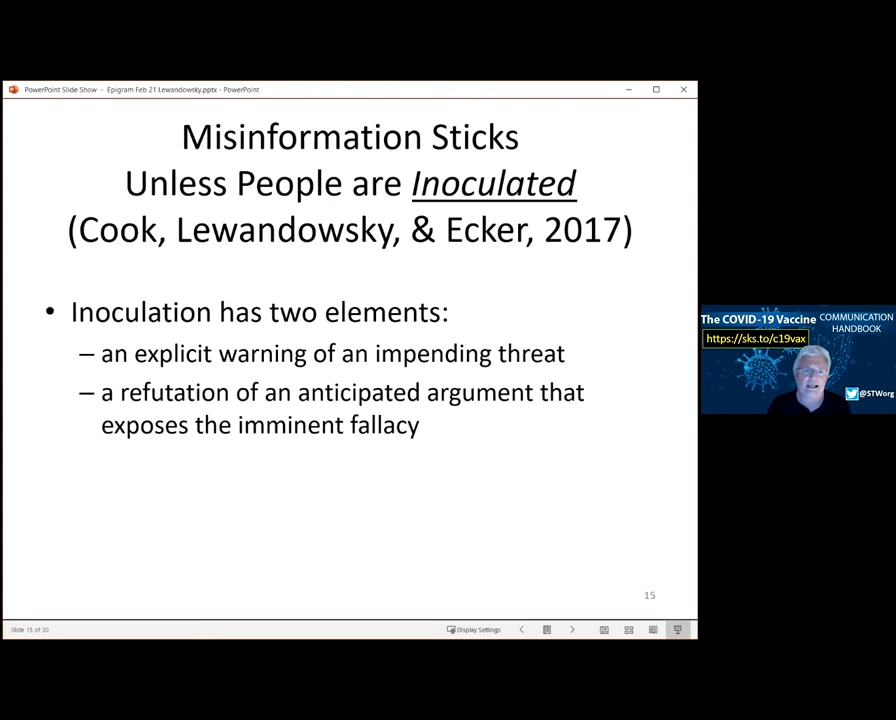 PowerPoint Slide Show - Epigram Feb 21 Lewandowsky.pptx - PowerPoint
Misinformation Sticks
Unless People are Inoculated
(Cook, Lewandowsky, & Ecker, 2017)
• Inoculation has two elements:
– an explicit warning of an impending threat
– a refutation of an anticipated argument that
exposes the imminent fallacy
15
Slide 15 of 30
Display Settings
The COVID-19 Vaccine COMMUNICATION
HANDBOOK
https://sks.to/c19vax
@STWorg